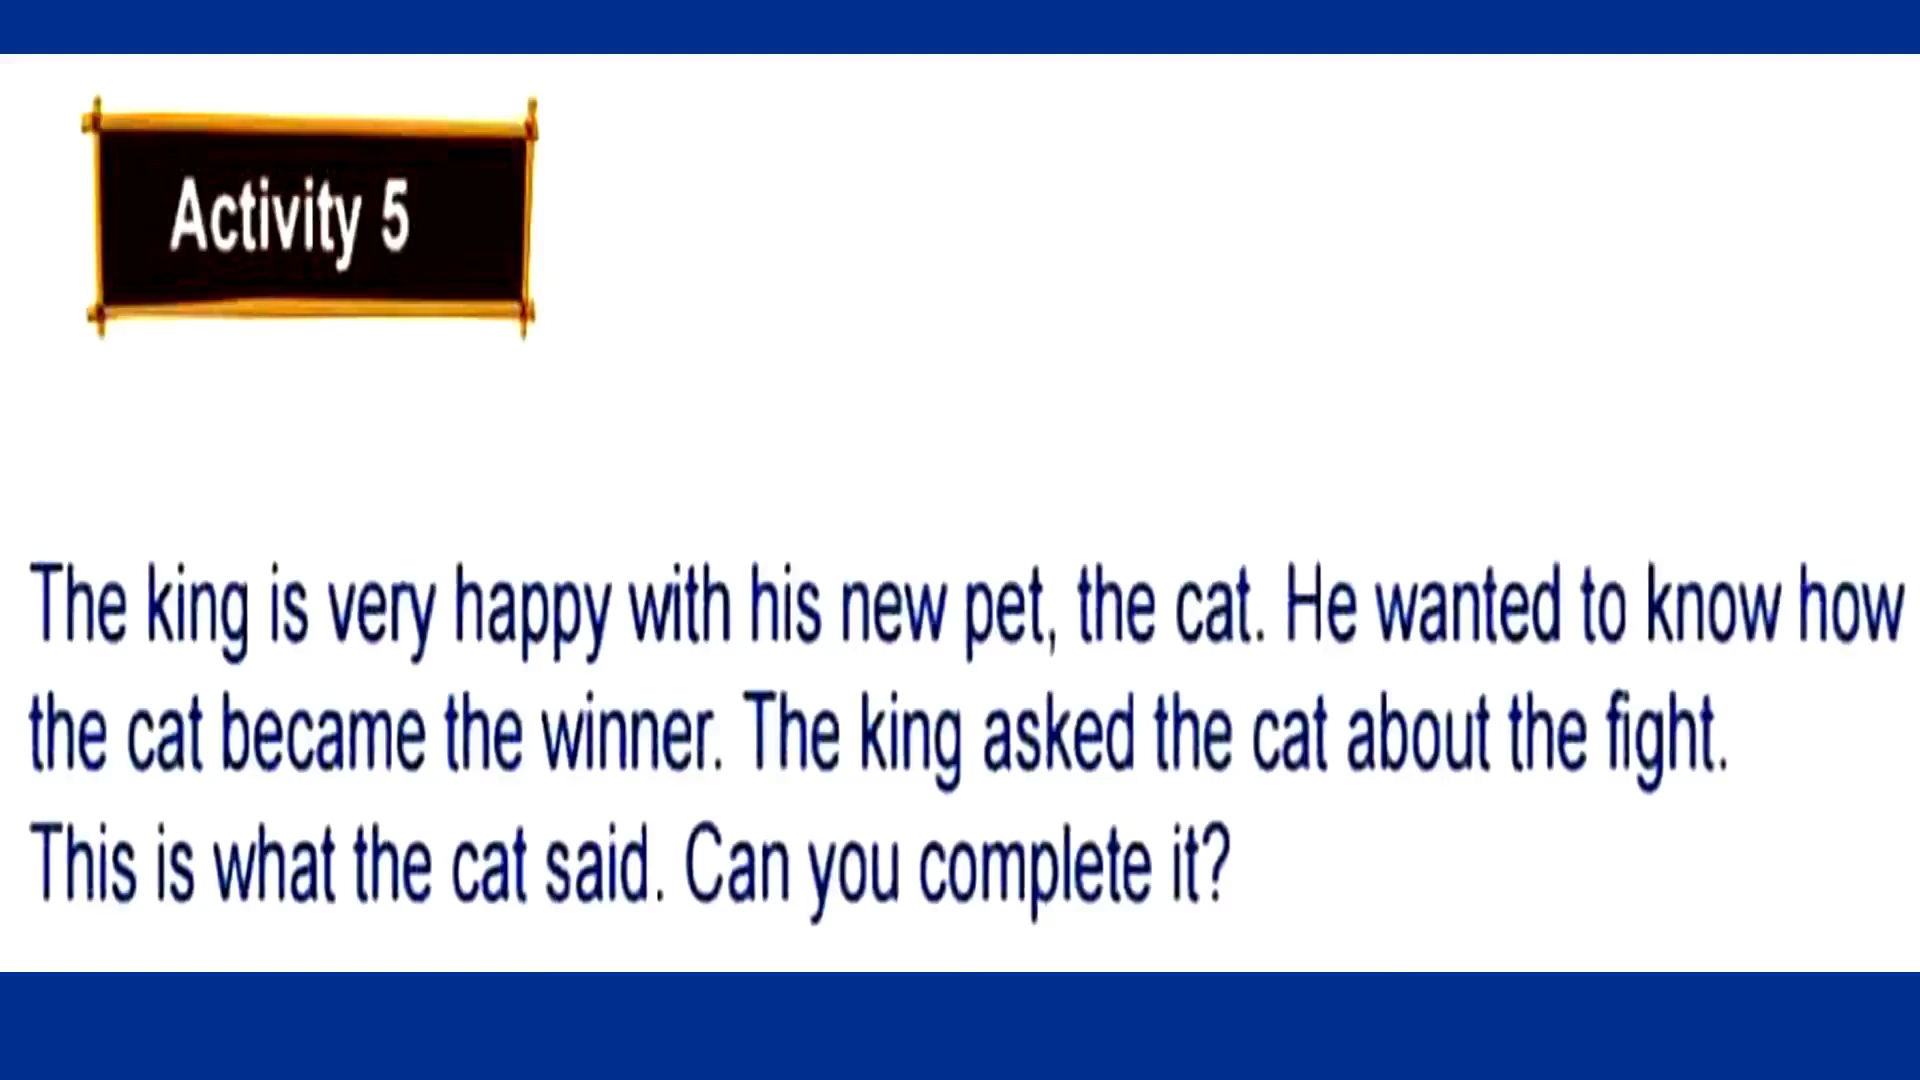 Activity 5
The king is very happy with his new pet, the cat. He wanted to know how
the cat became the winner. The king asked the cat about the fight.
This is what the cat said. Can you complete it?